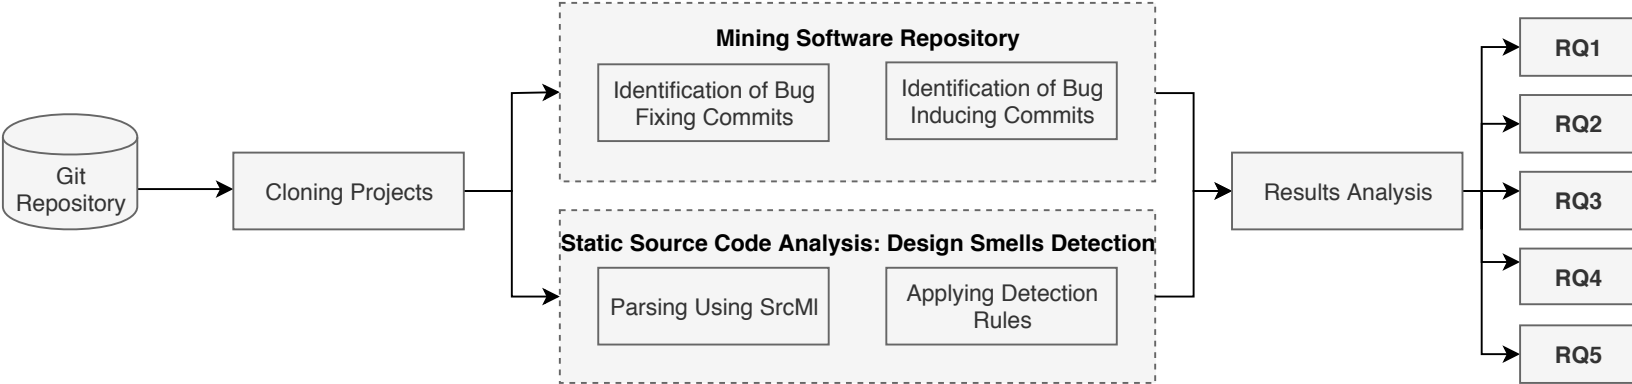 Git
Repository
Cloning Projects
Mining Software Repository
Identification of Bug
Fixing Commits
Identification of Bug
Inducing Commits
Static Source Code Analysis: Design Smells Detection
Parsing Using SrcMl
Applying Detection
Rules
Results Analysis
RQ1
RQ2
RQ3
RQ4
RQ5